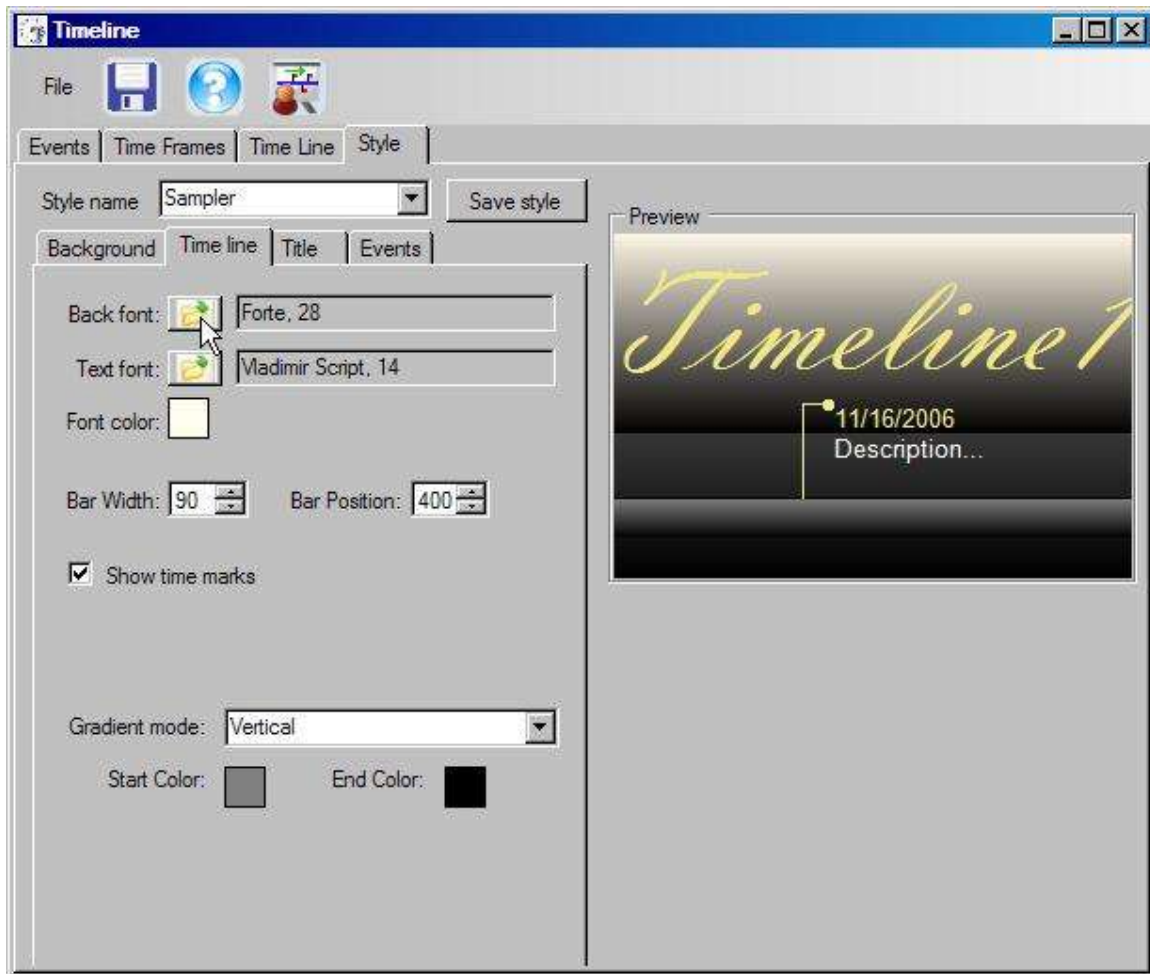 Timeline
File
Events Time Frames Time Line Style
Style name Sampler Save style
Background Time line Title Events
Back font: Forte, 28
Text font: Vladimir Script, 14
Font color:
Bar Width: 90 Bar Position: 400
Show time marks
Gradient mode: Vertical
Start Color: End Color:
Preview
Timeline1
11/16/2006
Description...